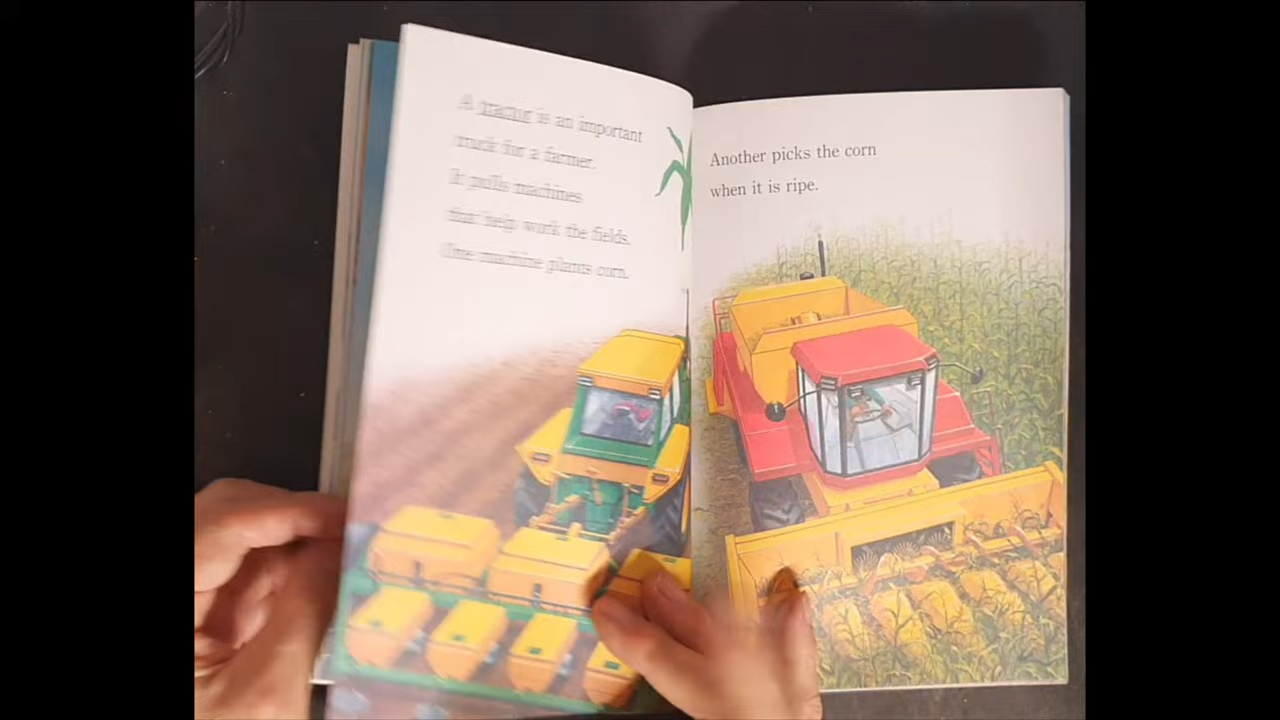 A tractor is an important
truck for a farmer.
It pulls machines
that help work the fields.
One machine plants corn.
Another picks the corn
when it is ripe.